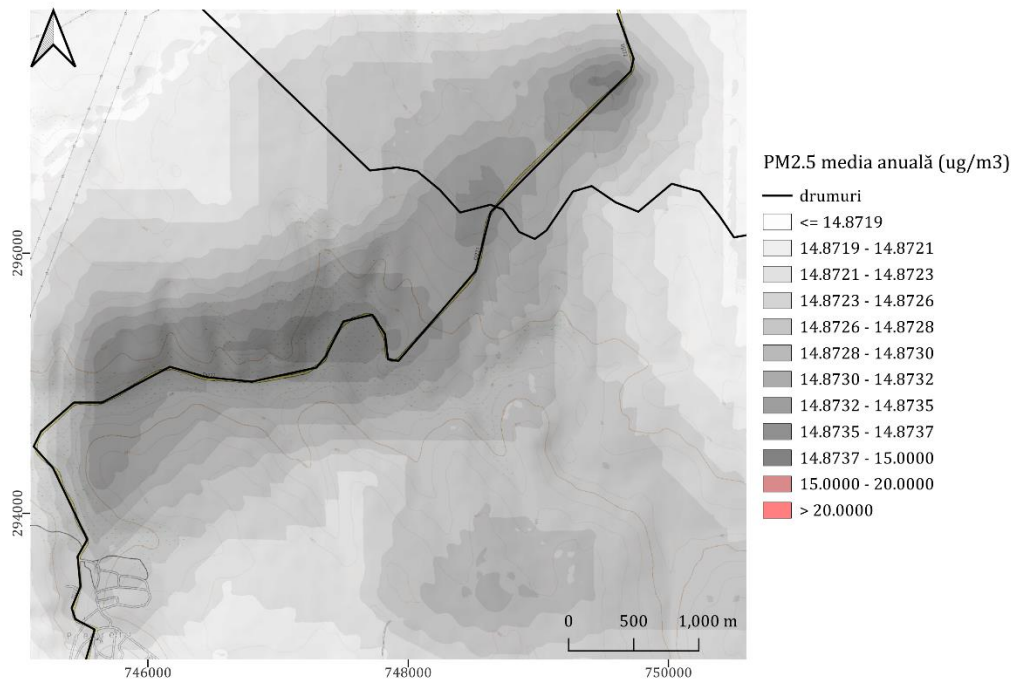 PM2.5 media anuală (ug/m3)
drumuri
<= 14.8719
14.8719 - 14.8721
14.8721 - 14.8723
14.8723 - 14.8726
14.8726 - 14.8728
14.8728 - 14.8730
14.8730 - 14.8732
14.8732 - 14.8735
14.8735 - 14.8737
14.8737 - 15.0000
15.0000 - 20.0000
> 20.0000
296000
294000
0 500 1,000 m
746000 748000 750000